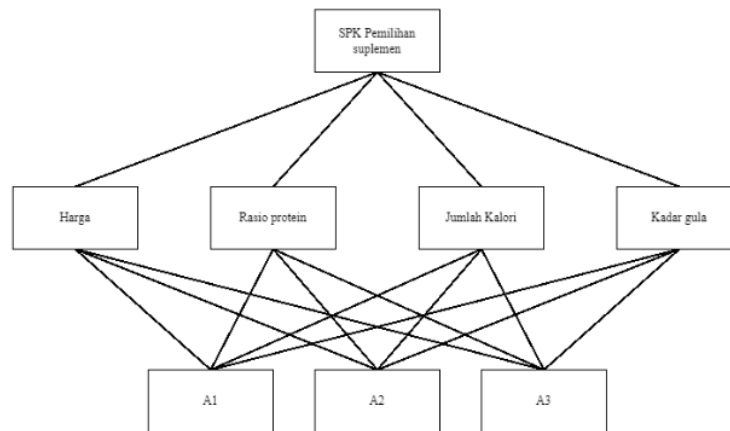 SPK Pemilihan
suplemen
Harga
Rasio protein
Jumlah Kalori
Kadar gula
A1
A2
A3